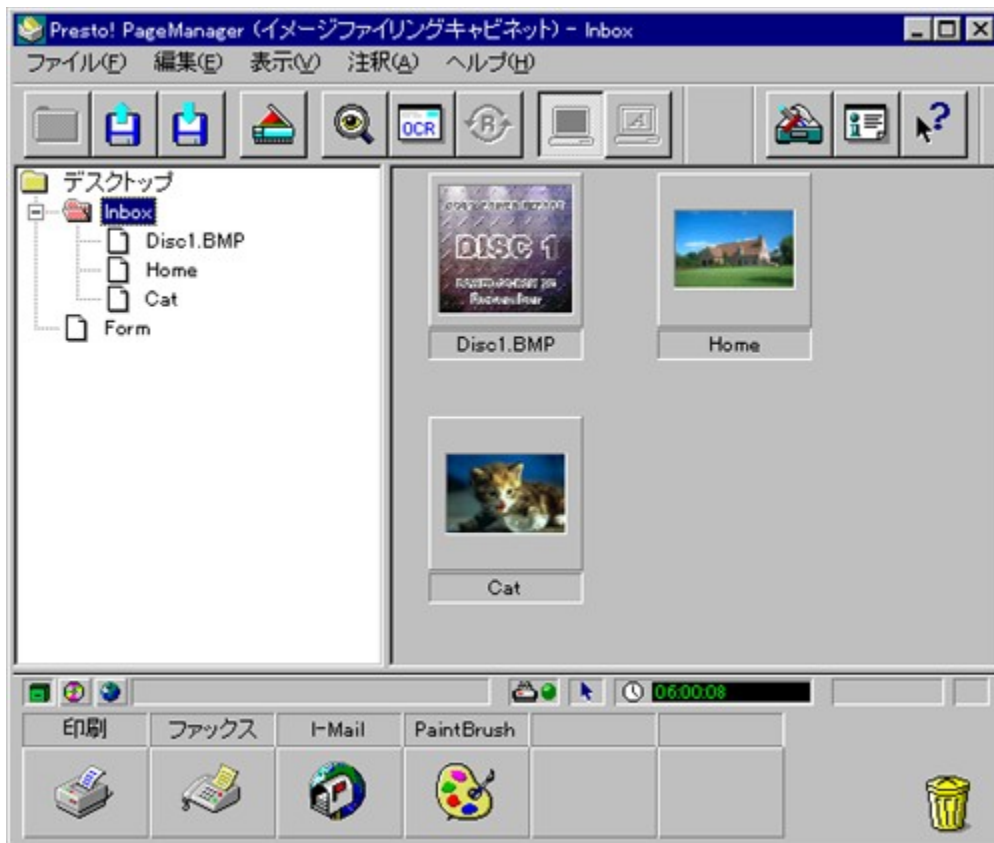 Presto! PageManager (イメージファイリングキャビネット) - Inbox
ファイル(F) 編集(E) 表示(V) 注釈(A) ヘルプ(H)
OCR R A ?
デスクトップ
Inbox
Disc1.BMP
Home
Cat
Form
DISC 1
Disc1.BMP Home
Cat
06:00:08
印刷 ファックス I-Mail PaintBrush